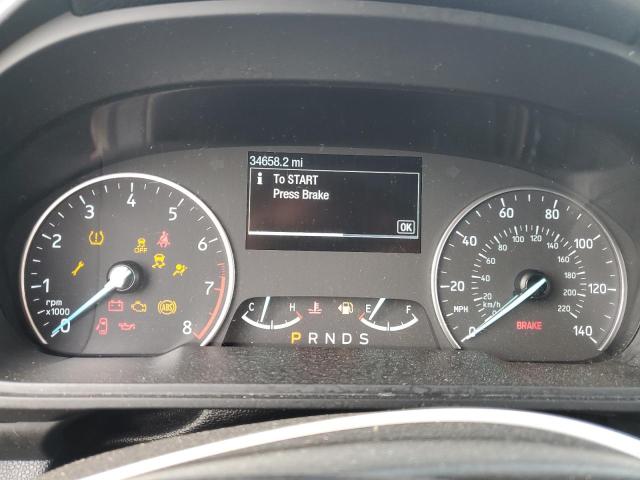 34658.2 mi
i To START
Press Brake
OK
0 1 2 3 4 5 6 7 8
rpm
x1000
OFF
ABS
C H E F
P R N D S
0 20 40 60 80 100 120 140
MPH
0 20 40 60 80 100 120 140 160 180 200 220
km/h
BRAKE